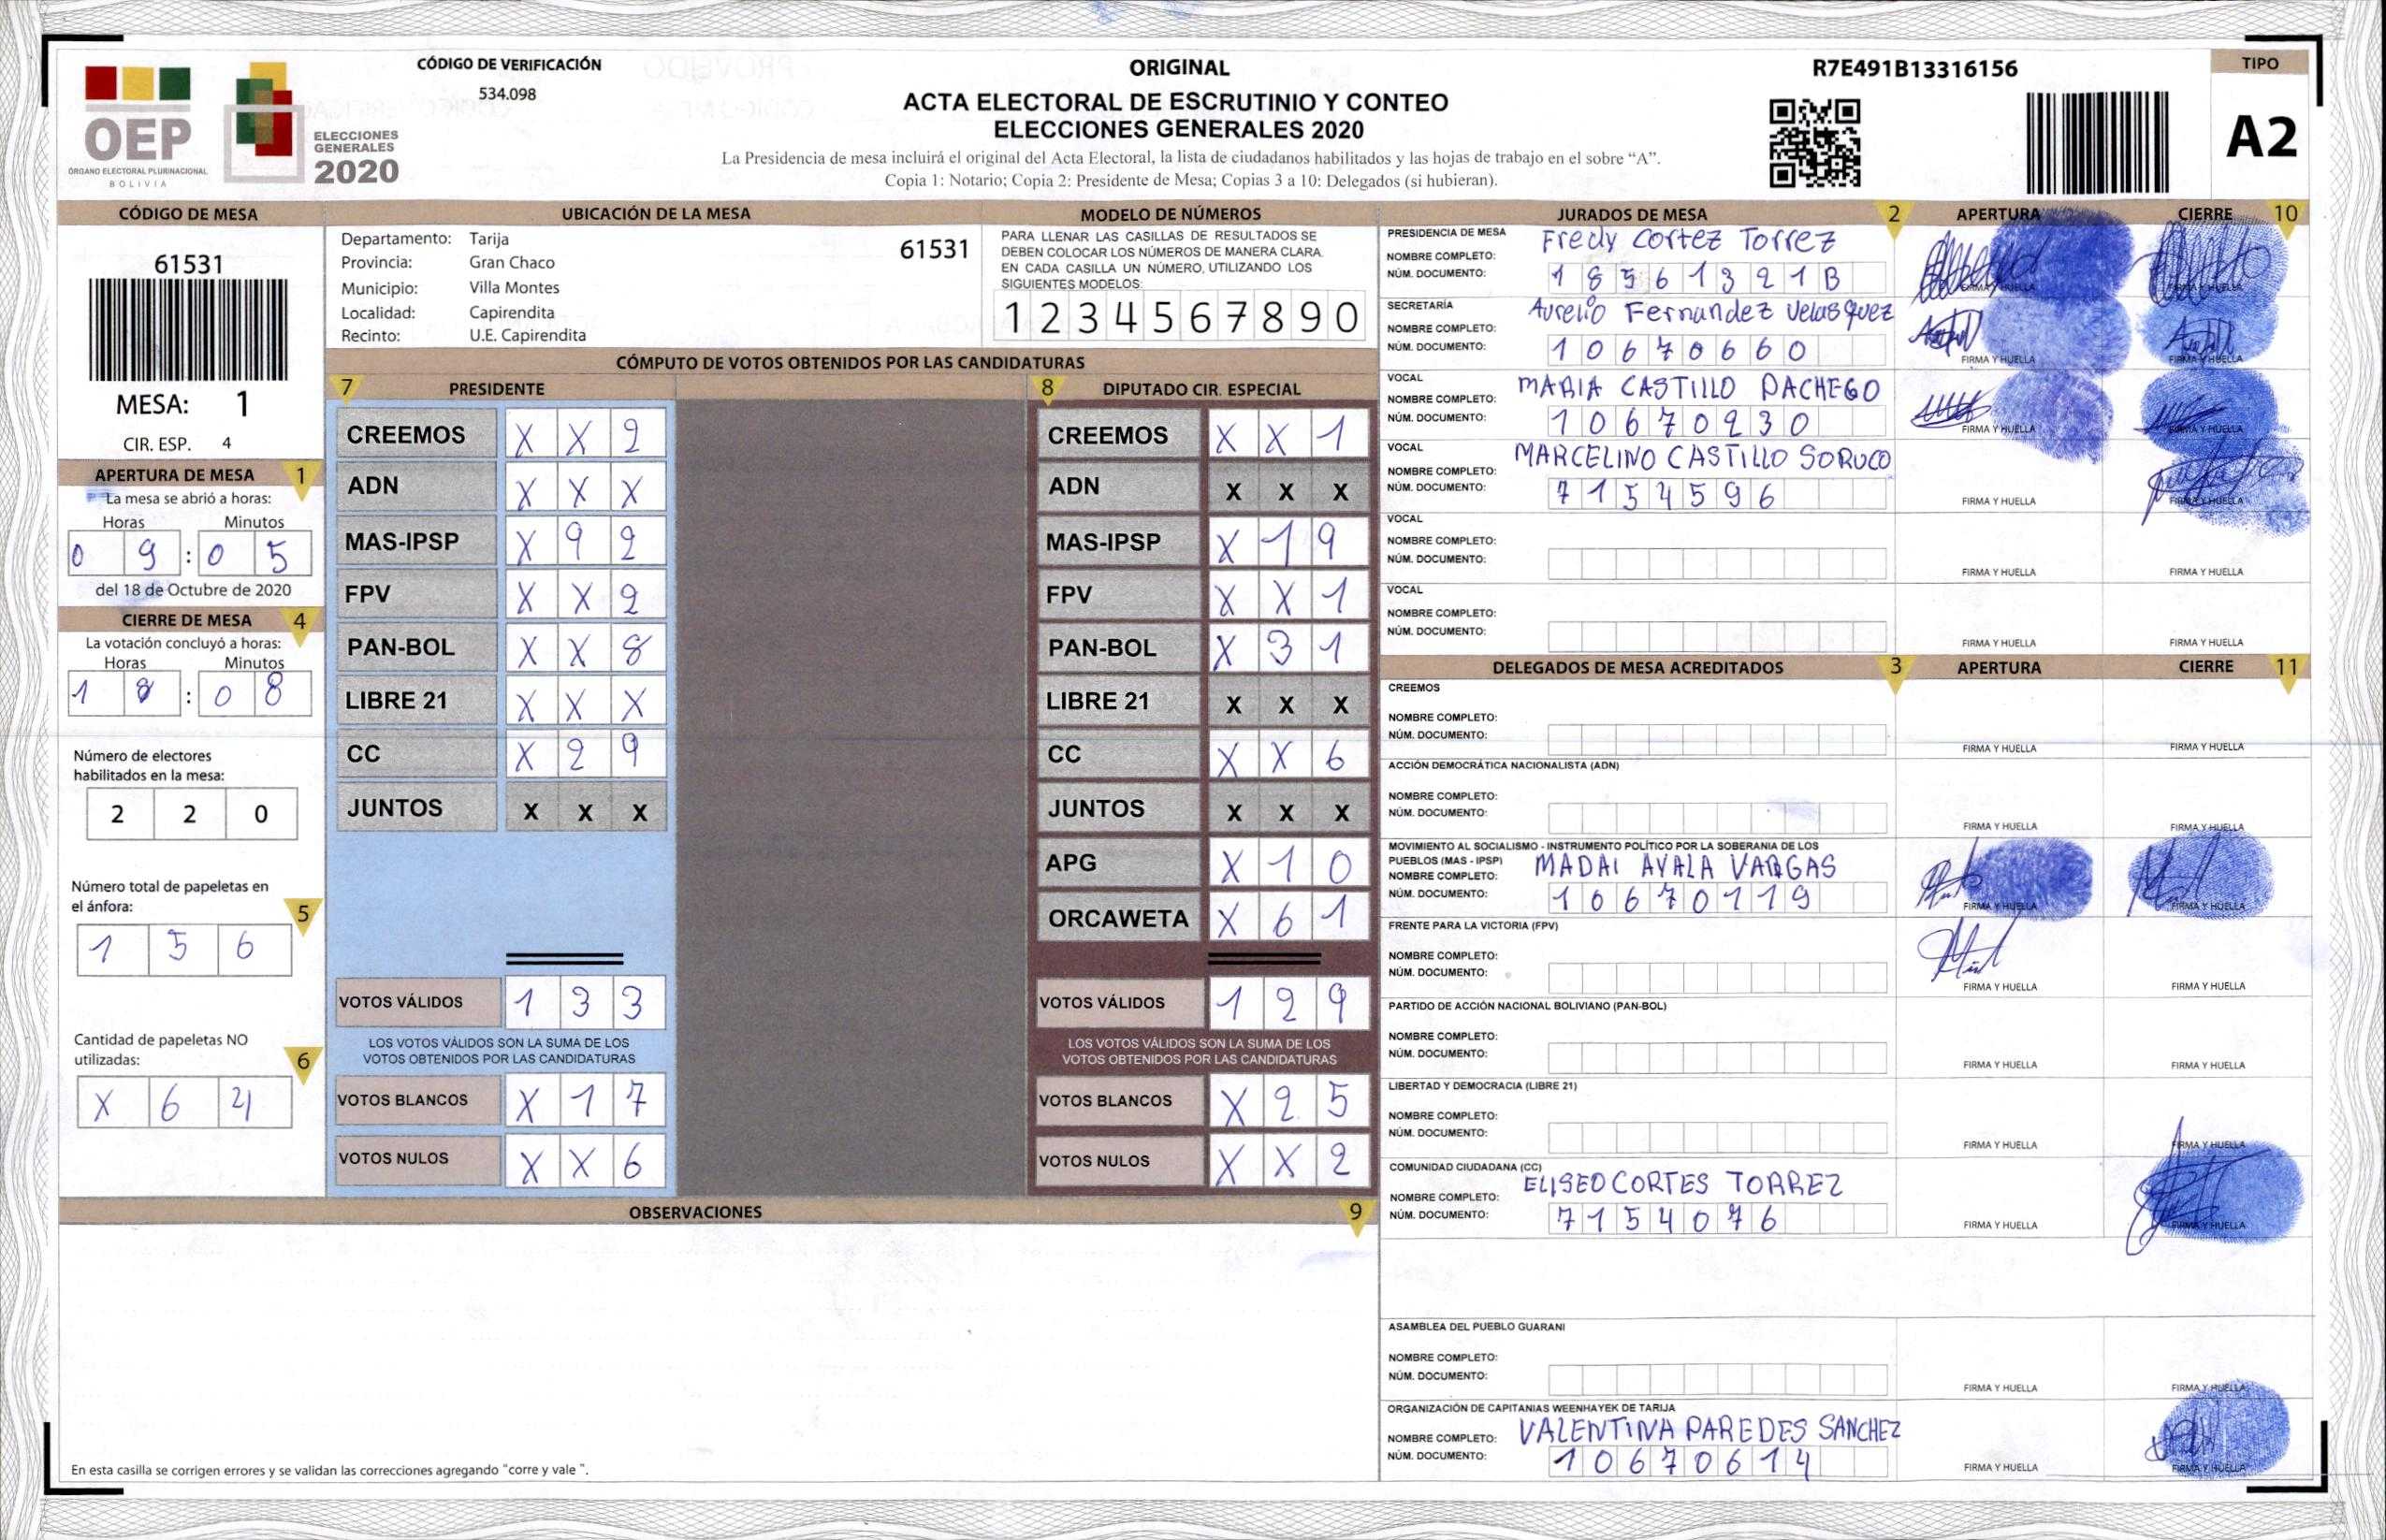 CÓDIGO DE VERIFICACIÓN
534.098
OEP
ÓRGANO ELECTORAL PLURINACIONAL
BOLIVIA
ELECCIONES
GENERALES
2020
ORIGINAL
ACTA ELECTORAL DE ESCRUTINIO Y CONTEO
ELECCIONES GENERALES 2020
La Presidencia de mesa incluirá el original del Acta Electoral, la lista de ciudadanos habilitados y las hojas de trabajo en el sobre “A”.
Copia 1: Notario; Copia 2: Presidente de Mesa; Copias 3 a 10: Delegados (si hubieran).
R7E491B13316156
TIPO
A2
CÓDIGO DE MESA
61531
MESA: 1
CIR. ESP. 4
APERTURA DE MESA 1
La mesa se abrió a horas:
Horas Minutos
0 9 : 0 5
del 18 de Octubre de 2020
CIERRE DE MESA 4
La votación concluyó a horas:
Horas Minutos
1 8 : 0 8
Número de electores
habilitados en la mesa:
2 2 0
Número total de papeletas en
el ánfora: 5
1 5 6
Cantidad de papeletas NO
utilizadas: 6
X 6 4
UBICACIÓN DE LA MESA
Departamento: Tarija 61531
Provincia: Gran Chaco
Municipio: Villa Montes
Localidad: Capirendita
Recinto: U.E. Capirendita
MODELO DE NÚMEROS
PARA LLENAR LAS CASILLAS DE RESULTADOS SE
DEBEN COLOCAR LOS NÚMEROS DE MANERA CLARA.
EN CADA CASILLA UN NÚMERO, UTILIZANDO LOS
SIGUIENTES MODELOS:
1 2 3 4 5 6 7 8 9 0
CÓMPUTO DE VOTOS OBTENIDOS POR LAS CANDIDATURAS
7 PRESIDENTE
CREEMOS X X 2
ADN X X X
MAS-IPSP X 9 2
FPV X X 2
PAN-BOL X X 8
LIBRE 21 X X X
CC X 2 9
JUNTOS X X X
VOTOS VÁLIDOS 1 3 3
LOS VOTOS VÁLIDOS SON LA SUMA DE LOS
VOTOS OBTENIDOS POR LAS CANDIDATURAS
VOTOS BLANCOS X 1 7
VOTOS NULOS X X 6
8 DIPUTADO CIR. ESPECIAL
CREEMOS X X 1
ADN X X X
MAS-IPSP X 1 9
FPV X X 1
PAN-BOL X 3 1
LIBRE 21 X X X
CC X X 6
JUNTOS X X X
APG X 1 0
ORCAWETA X 6 1
VOTOS VÁLIDOS 1 2 9
LOS VOTOS VÁLIDOS SON LA SUMA DE LOS
VOTOS OBTENIDOS POR LAS CANDIDATURAS
VOTOS BLANCOS X 2 5
VOTOS NULOS X X 2
OBSERVACIONES 9
En esta casilla se corrigen errores y se validan las correcciones agregando "corre y vale ".
JURADOS DE MESA 2 APERTURA CIERRE 10
PRESIDENCIA DE MESA
NOMBRE COMPLETO: Fredy Cortez Torrez
NÚM. DOCUMENTO: 1 8 5 6 1 3 2 1 B
FIRMA Y HUELLA FIRMA Y HUELLA
SECRETARÍA
NOMBRE COMPLETO: Aurelio Fernandez Velasquez
NÚM. DOCUMENTO: 1 0 6 7 0 6 6 0
FIRMA Y HUELLA FIRMA Y HUELLA
VOCAL
NOMBRE COMPLETO: MARIA CASTILLO PACHEGO
NÚM. DOCUMENTO: 1 0 6 7 0 2 3 0
FIRMA Y HUELLA FIRMA Y HUELLA
VOCAL
NOMBRE COMPLETO: MARCELINO CASTILLO SORUCO
NÚM. DOCUMENTO: 7 1 5 4 5 9 6
FIRMA Y HUELLA FIRMA Y HUELLA
VOCAL
NOMBRE COMPLETO:
NÚM. DOCUMENTO:
FIRMA Y HUELLA FIRMA Y HUELLA
VOCAL
NOMBRE COMPLETO:
NÚM. DOCUMENTO:
FIRMA Y HUELLA FIRMA Y HUELLA
DELEGADOS DE MESA ACREDITADOS 3 APERTURA CIERRE 11
CREEMOS
NOMBRE COMPLETO:
NÚM. DOCUMENTO:
FIRMA Y HUELLA FIRMA Y HUELLA
ACCIÓN DEMOCRÁTICA NACIONALISTA (ADN)
NOMBRE COMPLETO:
NÚM. DOCUMENTO:
FIRMA Y HUELLA FIRMA Y HUELLA
MOVIMIENTO AL SOCIALISMO - INSTRUMENTO POLÍTICO POR LA SOBERANIA DE LOS
PUEBLOS (MAS - IPSP)
NOMBRE COMPLETO: MADAI AYALA VARGAS
NÚM. DOCUMENTO: 1 0 6 7 0 1 1 9
FIRMA Y HUELLA FIRMA Y HUELLA
FRENTE PARA LA VICTORIA (FPV)
NOMBRE COMPLETO:
NÚM. DOCUMENTO:
FIRMA Y HUELLA FIRMA Y HUELLA
PARTIDO DE ACCIÓN NACIONAL BOLIVIANO (PAN-BOL)
NOMBRE COMPLETO:
NÚM. DOCUMENTO:
FIRMA Y HUELLA FIRMA Y HUELLA
LIBERTAD Y DEMOCRACIA (LIBRE 21)
NOMBRE COMPLETO:
NÚM. DOCUMENTO:
FIRMA Y HUELLA FIRMA Y HUELLA
COMUNIDAD CIUDADANA (CC)
NOMBRE COMPLETO: ELISEO CORTES TORREZ
NÚM. DOCUMENTO: 7 1 5 4 0 7 6
FIRMA Y HUELLA FIRMA Y HUELLA
ASAMBLEA DEL PUEBLO GUARANI
NOMBRE COMPLETO:
NÚM. DOCUMENTO:
FIRMA Y HUELLA FIRMA Y HUELLA
ORGANIZACIÓN DE CAPITANIAS WEENHAYEK DE TARIJA
NOMBRE COMPLETO: VALENTINA PAREDES SANCHEZ
NÚM. DOCUMENTO: 1 0 6 7 0 6 1 4
FIRMA Y HUELLA FIRMA Y HUELLA